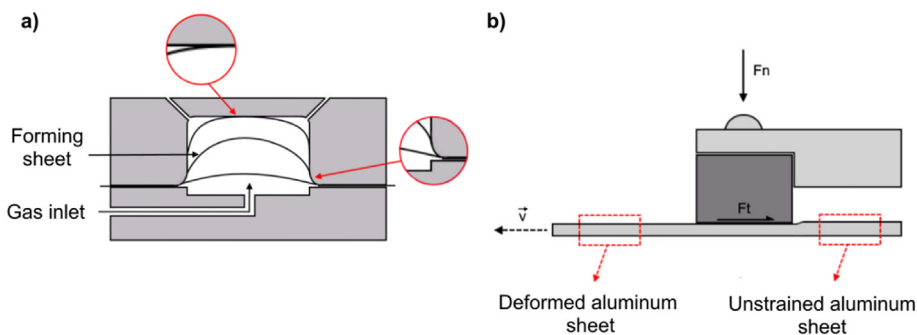 a)
Forming
sheet
Gas inlet
b)
Fn
Ft
v
Deformed aluminum
sheet
Unstrained aluminum
sheet